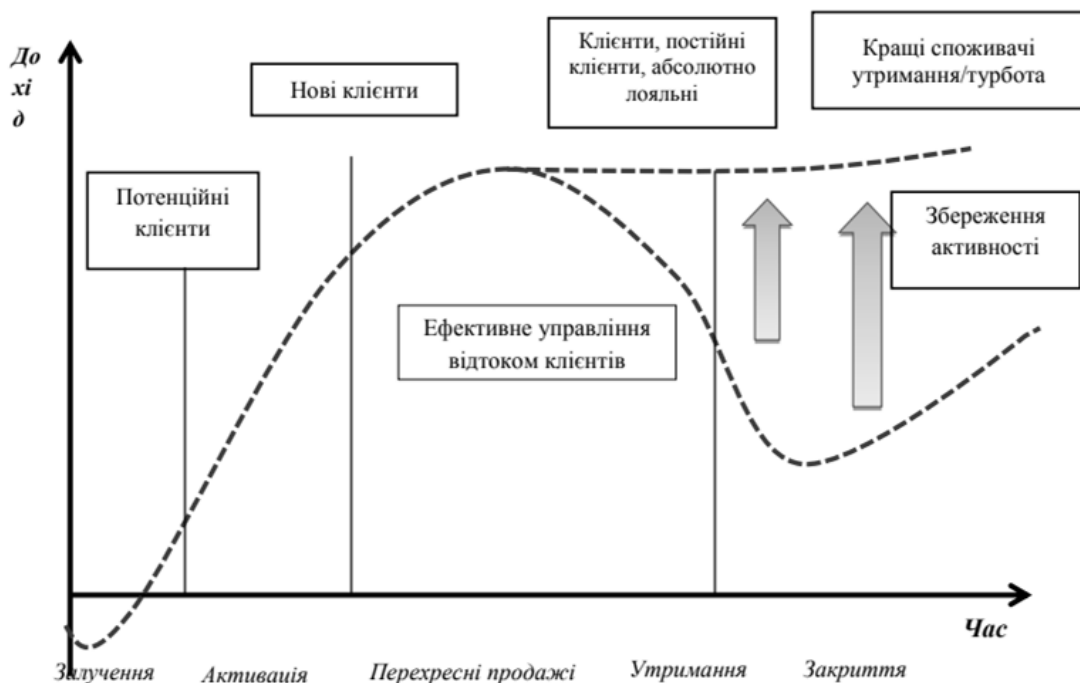 До
хі
д
Нові клієнти
Клієнти, постійні
клієнти, абсолютно
лояльні
Кращі споживачі
утримання/турбота
Потенційні
клієнти
Збереження
активності
Ефективне управління
відтоком клієнтів
Час
Залучення Активація Перехресні продажі Утримання Закриття